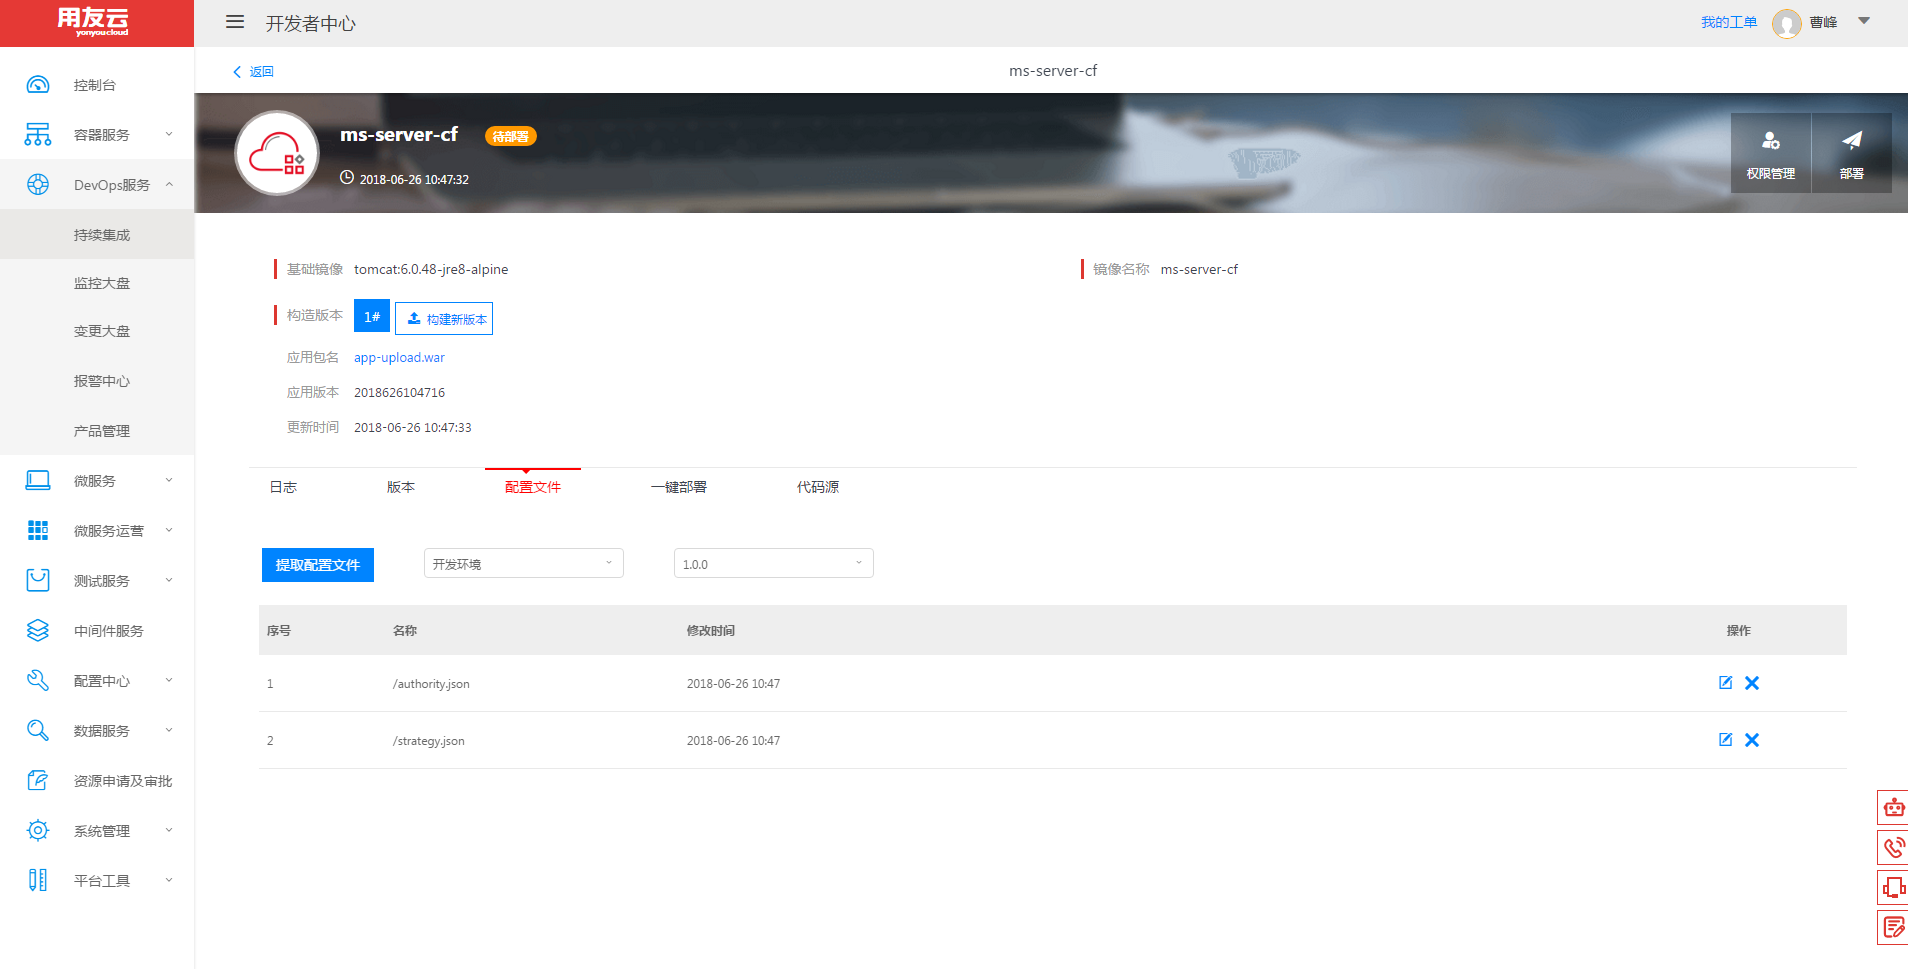 用友云
yonyoucloud
开发者中心
我的工单
曹峰
控制台
容器服务
DevOps服务
持续集成
监控大盘
变更大盘
报警中心
产品管理
微服务
微服务运营
测试服务
中间件服务
配置中心
数据服务
资源申请及审批
系统管理
平台工具
返回
ms-server-cf
ms-server-cf
待部署
2018-06-26 10:47:32
权限管理
部署
基础镜像 tomcat:6.0.48-jre8-alpine
镜像名称 ms-server-cf
构造版本 1# 构建新版本
应用包名 app-upload.war
应用版本 2018626104716
更新时间 2018-06-26 10:47:33
日志 版本 配置文件 一键部署 代码源
提取配置文件 开发环境 1.0.0
序号 名称 修改时间 操作
1 /authority.json 2018-06-26 10:47
2 /strategy.json 2018-06-26 10:47